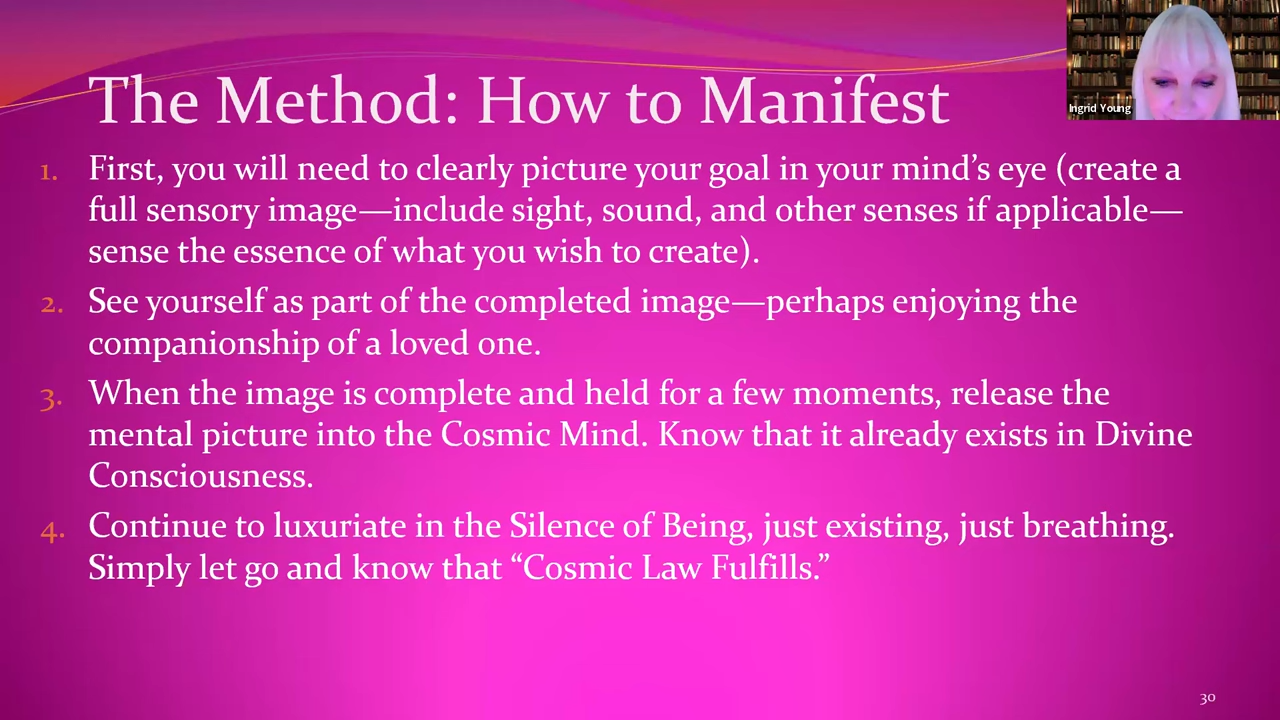 The Method: How to Manifest
Ingrid Young
1. First, you will need to clearly picture your goal in your mind’s eye (create a
full sensory image—include sight, sound, and other senses if applicable—
sense the essence of what you wish to create).
2. See yourself as part of the completed image—perhaps enjoying the
companionship of a loved one.
3. When the image is complete and held for a few moments, release the
mental picture into the Cosmic Mind. Know that it already exists in Divine
Consciousness.
4. Continue to luxuriate in the Silence of Being, just existing, just breathing.
Simply let go and know that “Cosmic Law Fulfills.”
30